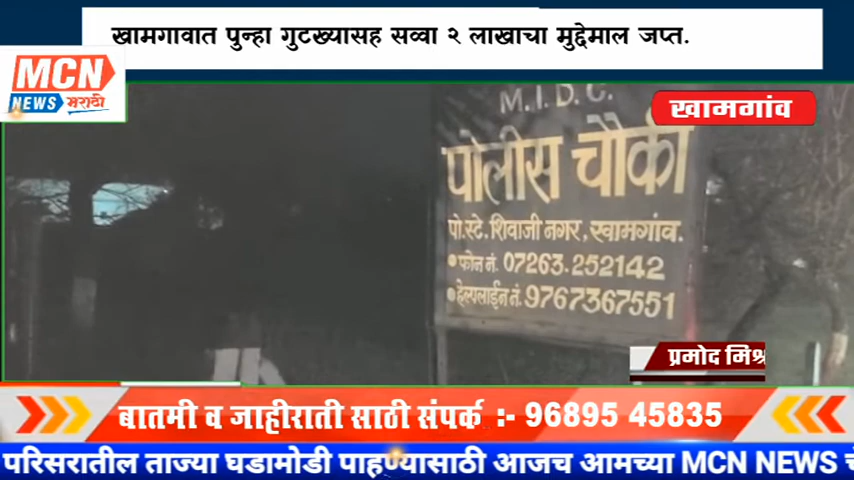 खामगावात पुन्हा गुटख्यासह सव्वा २ लाखाचा मुद्देमाल जप्त.
MCN
NEWS मराठी
खामगांव
M.I.D.C.
पोलीस चौकी
पो.स्टे. शिवाजी नगर, खामगांव.
फोन नं. 07263.252142
हेल्पलाईन नं. 9767367551
प्रमोद मिश्र
बातमी व जाहीराती साठी संपर्क :- 96895 45835
परिसरातील ताज्या घडामोडी पाहण्यासाठी आजच आमच्या MCN NEWS